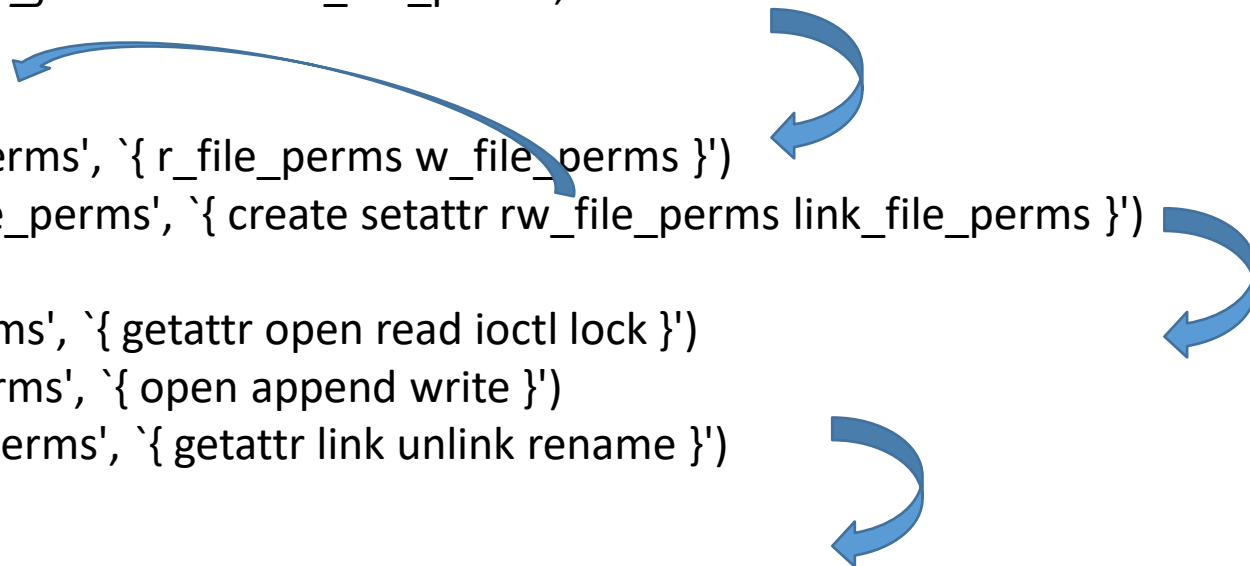 erms', `{ r_file_perms w_file_perms }')
e_perms', `{ create setattr rw_file_perms link_file_perms }')
ms', `{ getattr open read ioctl lock }')
rms', `{ open append write }')
perms', `{ getattr link unlink rename }')